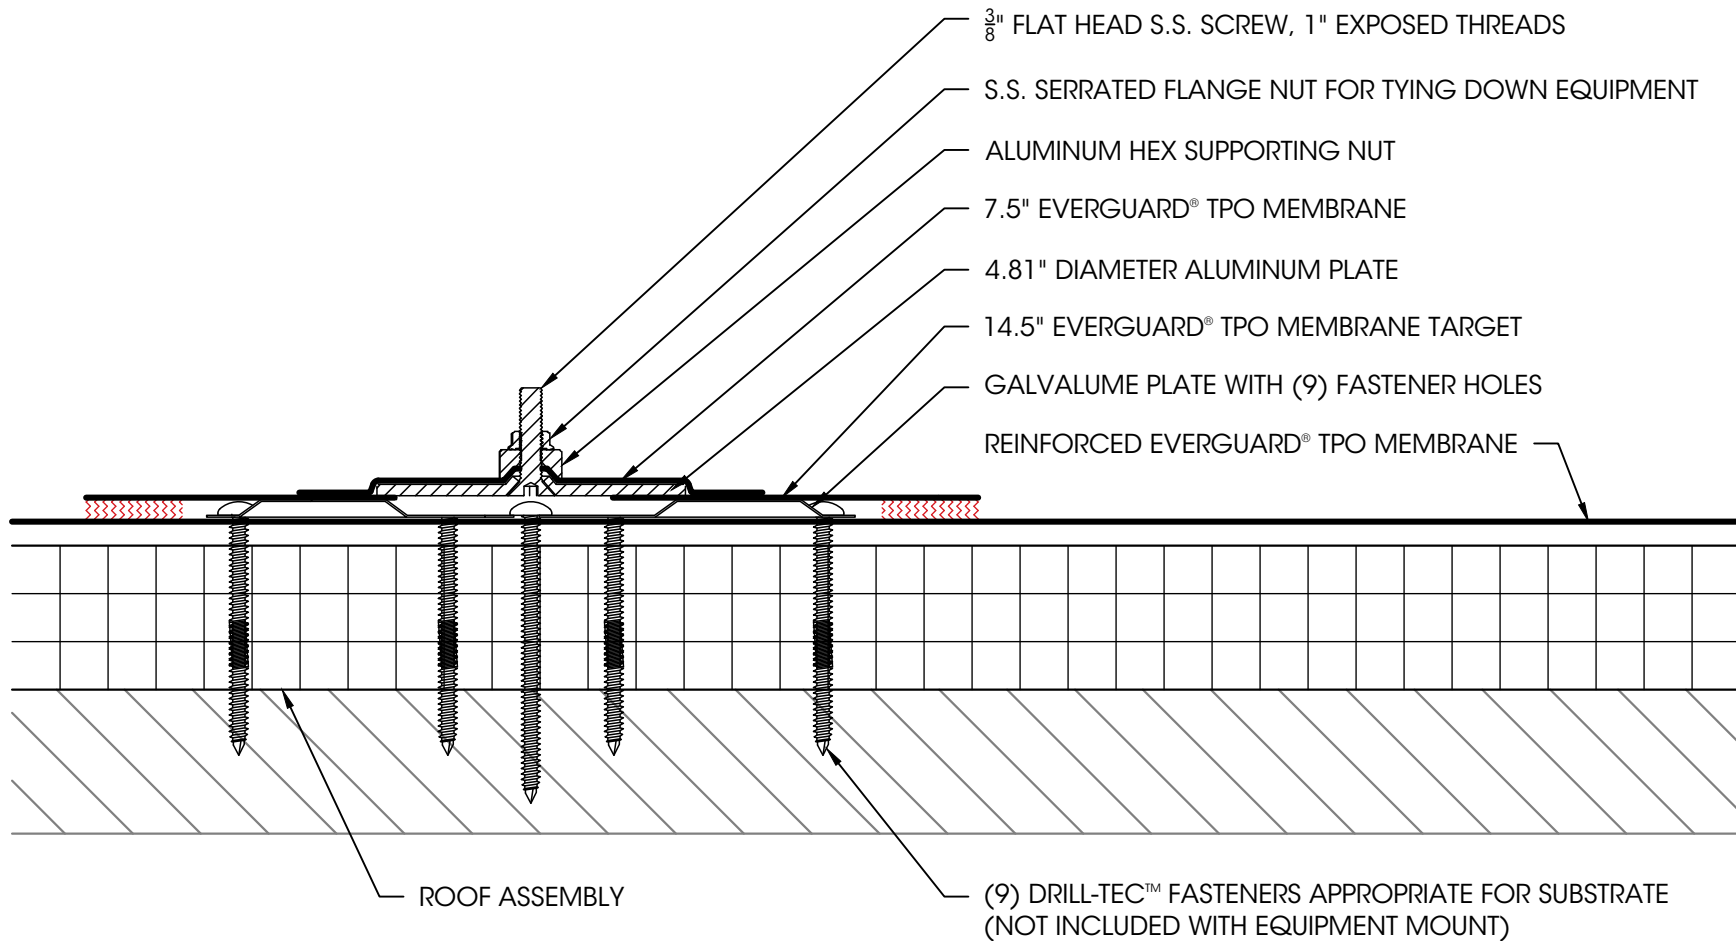 3/8" FLAT HEAD S.S. SCREW, 1" EXPOSED THREADS
S.S. SERRATED FLANGE NUT FOR TYING DOWN EQUIPMENT
ALUMINUM HEX SUPPORTING NUT
7.5" EVERGUARD® TPO MEMBRANE
4.81" DIAMETER ALUMINUM PLATE
14.5" EVERGUARD® TPO MEMBRANE TARGET
GALVALUME PLATE WITH (9) FASTENER HOLES
REINFORCED EVERGUARD® TPO MEMBRANE
ROOF ASSEMBLY
(9) DRILL-TEC™ FASTENERS APPROPRIATE FOR SUBSTRATE
(NOT INCLUDED WITH EQUIPMENT MOUNT)